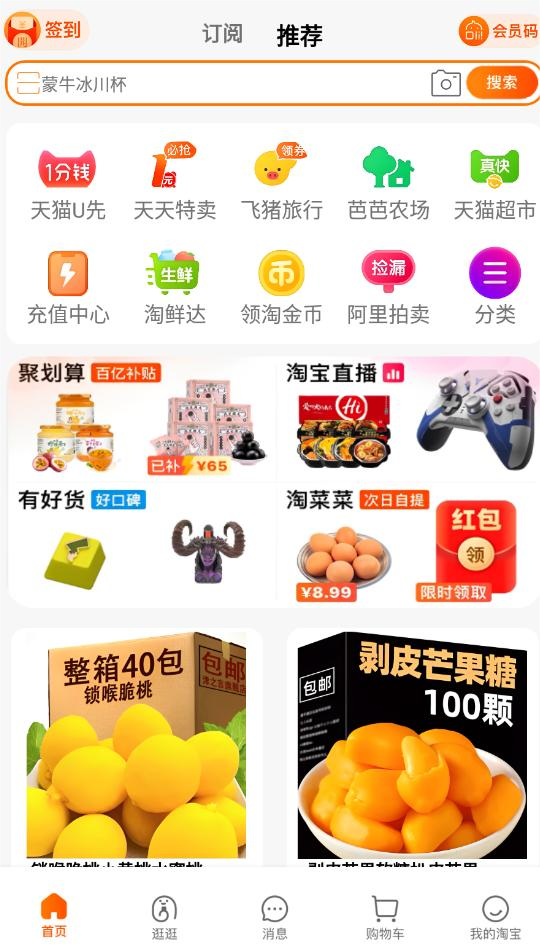 签到
订阅
推荐
会员码
蒙牛冰川杯
搜索
1分钱
必抢
1元
领券
真快
天猫U先
天天特卖
飞猪旅行
芭芭农场
天猫超市
生鲜
币
捡漏
充值中心
淘鲜达
领淘金币
阿里拍卖
分类
聚划算 百亿补贴
淘宝直播
Hi
已补 ¥65
有好货 好口碑
淘菜菜 次日自提
红包
领
¥8.99
限时领取
整箱40包
锁喉脆桃
包邮
剥皮芒果糖
包邮
100颗
首页
逛逛
消息
购物车
我的淘宝